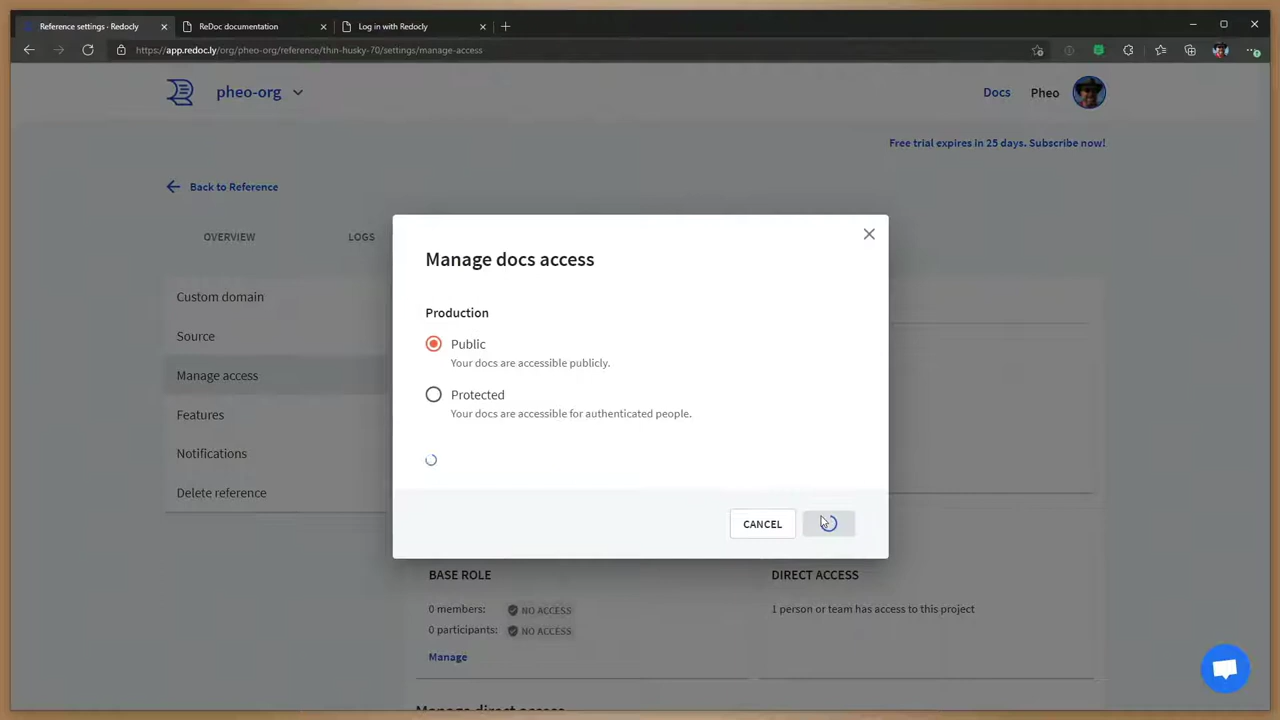 Reference settings · Redocly
ReDoc documentation
Log in with Redocly
https://app.redoc.ly/org/pheo-org/reference/thin-husky-70/settings/manage-access
pheo-org
Docs
Pheo
Free trial expires in 25 days. Subscribe now!
Back to Reference
OVERVIEW
LOGS
Custom domain
Source
Manage access
Features
Notifications
Delete reference
Manage docs access
Production
Public
Your docs are accessible publicly.
Protected
Your docs are accessible for authenticated people.
CANCEL
BASE ROLE
0 members: NO ACCESS
0 participants: NO ACCESS
Manage
DIRECT ACCESS
1 person or team has access to this project
Manage direct access